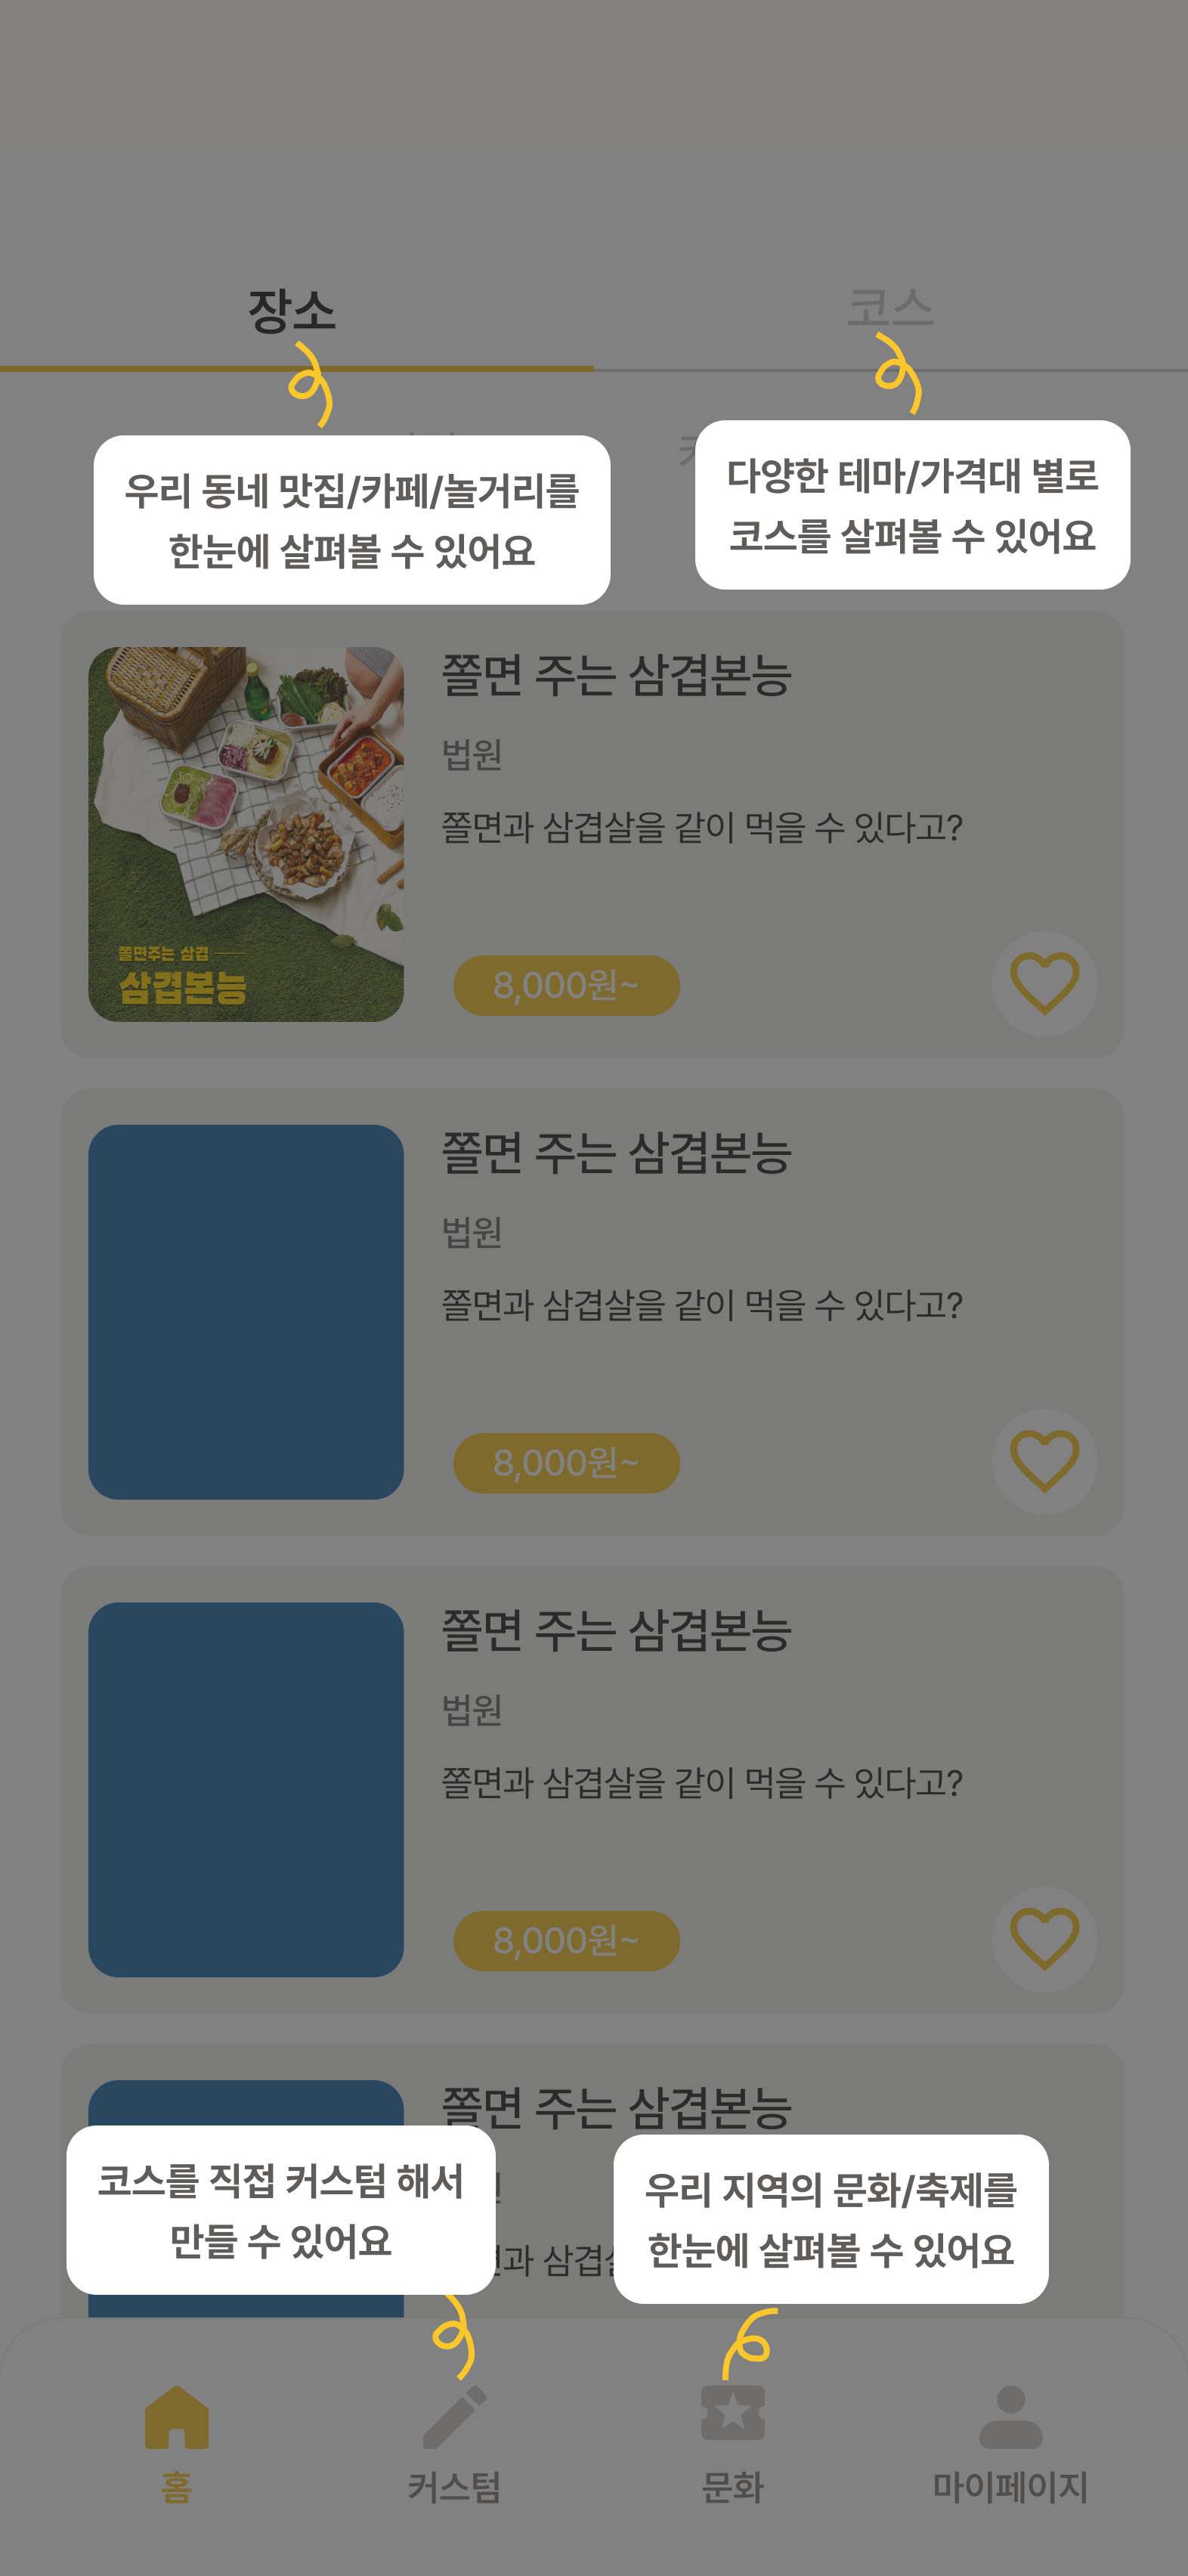 장소
코스
우리 동네 맛집/카페/놀거리를
한눈에 살펴볼 수 있어요
다양한 테마/가격대 별로
코스를 살펴볼 수 있어요
쫄면 주는 삼겹본능
법원
쫄면과 삼겹살을 같이 먹을 수 있다고?
쫄면주는 삼겹
삼겹본능
8,000원~
쫄면 주는 삼겹본능
법원
쫄면과 삼겹살을 같이 먹을 수 있다고?
8,000원~
쫄면 주는 삼겹본능
법원
쫄면과 삼겹살을 같이 먹을 수 있다고?
8,000원~
쫄면 주는 삼겹본능
코스를 직접 커스텀 해서
만들 수 있어요
우리 지역의 문화/축제를
한눈에 살펴볼 수 있어요
홈
커스텀
문화
마이페이지